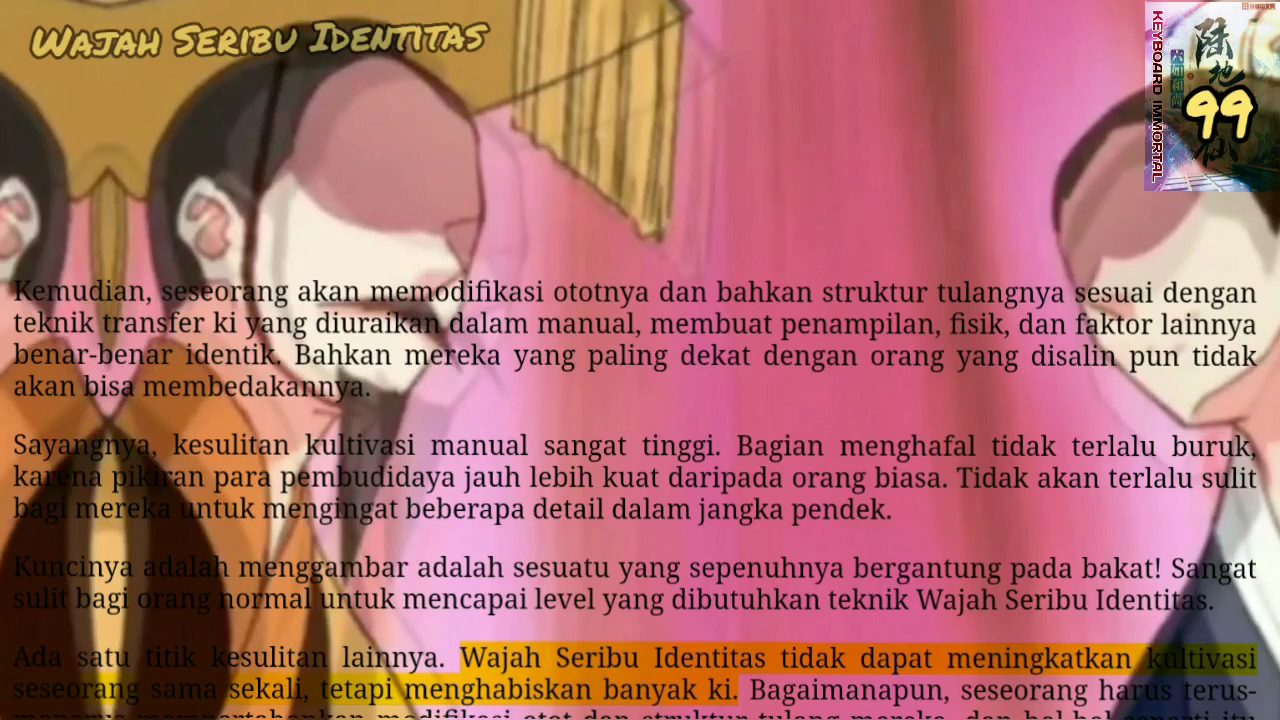 Wajah Seribu Identitas
KEYBOARD IMMORTAL
陆地
99
仙
Kemudian, seseorang akan memodifikasi ototnya dan bahkan struktur tulangnya sesuai dengan
teknik transfer ki yang diuraikan dalam manual, membuat penampilan, fisik, dan faktor lainnya
benar-benar identik. Bahkan mereka yang paling dekat dengan orang yang disalin pun tidak
akan bisa membedakannya.
Sayangnya, kesulitan kultivasi manual sangat tinggi. Bagian menghafal tidak terlalu buruk,
karena pikiran para pembudidaya jauh lebih kuat daripada orang biasa. Tidak akan terlalu sulit
bagi mereka untuk mengingat beberapa detail dalam jangka pendek.
Kuncinya adalah menggambar adalah sesuatu yang sepenuhnya bergantung pada bakat! Sangat
sulit bagi orang normal untuk mencapai level yang dibutuhkan teknik Wajah Seribu Identitas.
Ada satu titik kesulitan lainnya. Wajah Seribu Identitas tidak dapat meningkatkan kultivasi
seseorang sama sekali, tetapi menghabiskan banyak ki. Bagaimanapun, seseorang harus terus-